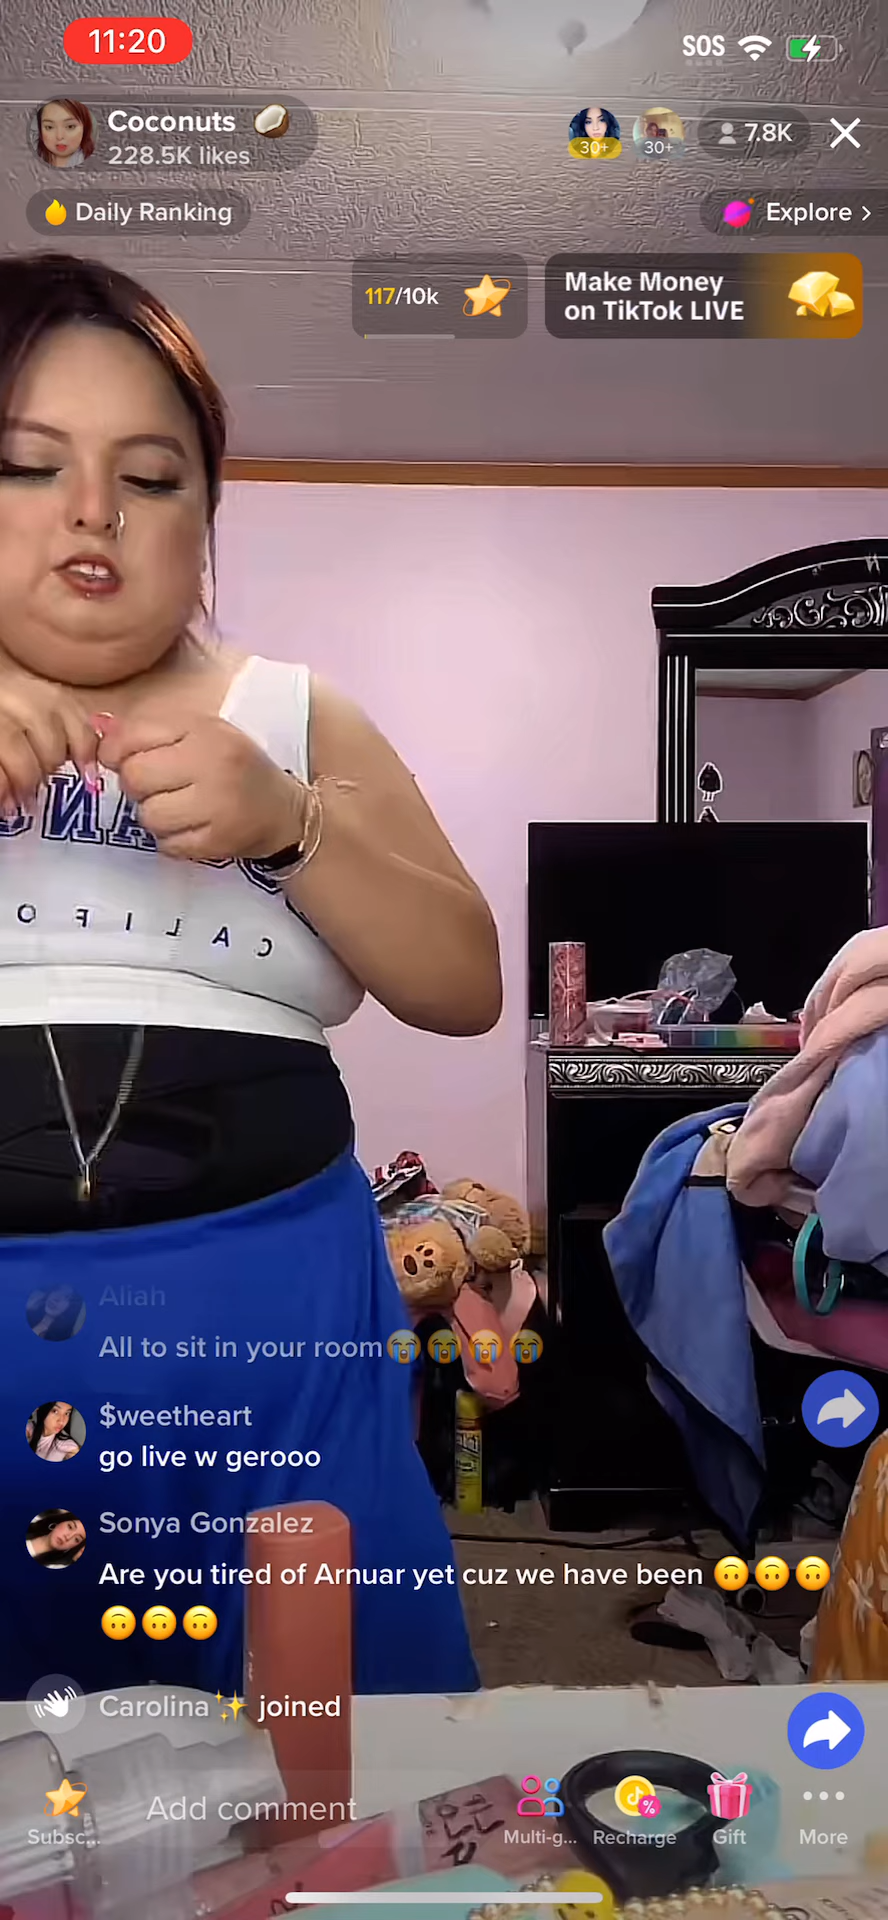 11:20
SOS
Coconuts 🥥
228.5K likes
30+
30+
7.8K
Daily Ranking
Explore >
117/10k
Make Money
on TikTok LIVE
CALIFO
Aliah
All to sit in your room😭😭😭😭
$weetheart
go live w gerooo
Sonya Gonzalez
Are you tired of Arnuar yet cuz we have been 🙃🙃🙃
🙃🙃🙃
Carolina✨ joined
Add comment
Subsc...
Multi-g...
Recharge
Gift
More